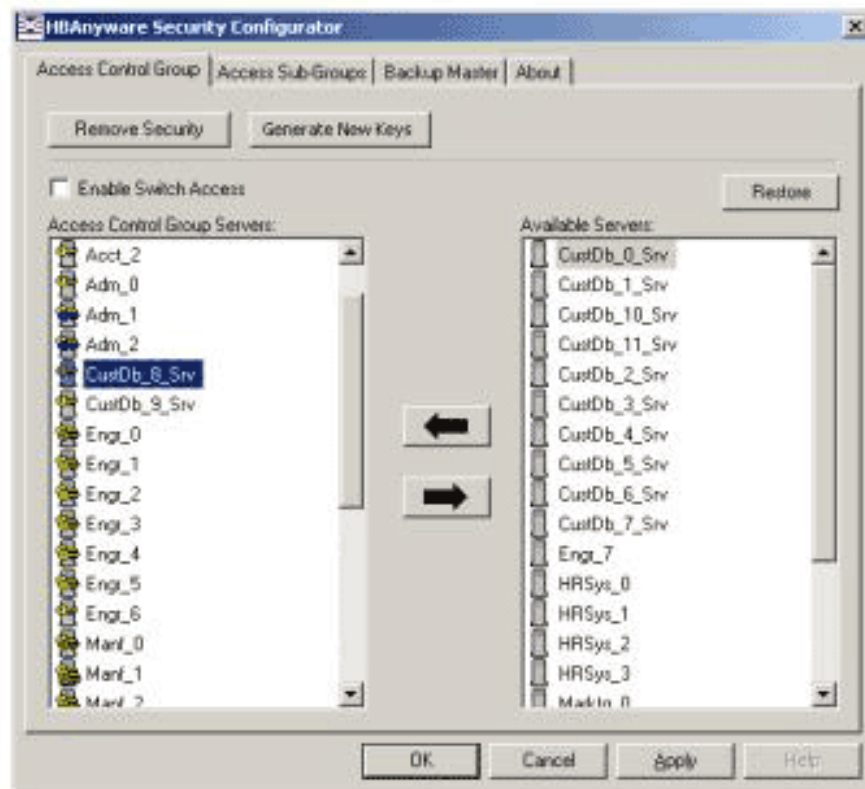 HBAnyware Security Configurator
Access Control Group
Access Sub-Groups
Backup Master
About
Remove Security
Generate New Keys
Enable Switch Access
Restore
Access Control Group Servers:
Acct_2
Adm_0
Adm_1
Adm_2
CustDb_8_Srv
CustDb_9_Srv
Engr_0
Engr_1
Engr_2
Engr_3
Engr_4
Engr_5
Engr_6
Manf_0
Manf_1
Manf_2
Available Servers:
CustDb_0_Srv
CustDb_1_Srv
CustDb_10_Srv
CustDb_11_Srv
CustDb_2_Srv
CustDb_3_Srv
CustDb_4_Srv
CustDb_5_Srv
CustDb_6_Srv
CustDb_7_Srv
Engr_7
HRSys_0
HRSys_1
HRSys_2
HRSys_3
Marktn_0
OK
Cancel
Apply
Help